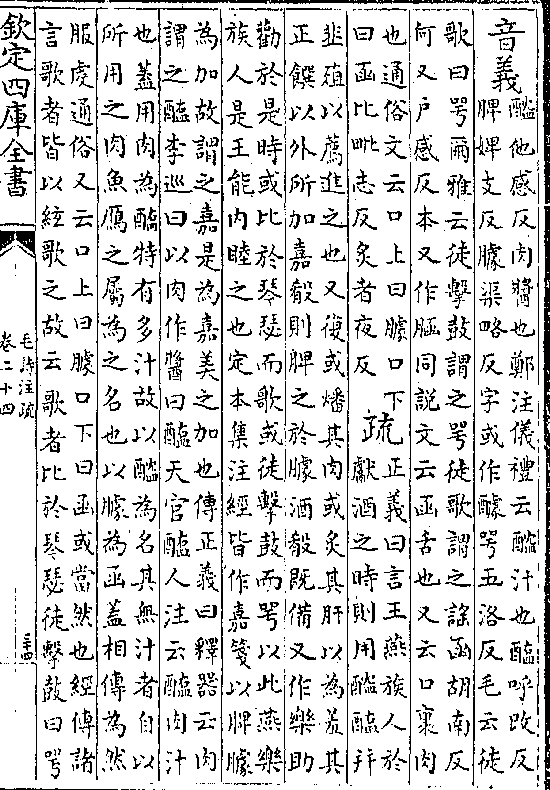 音義
醓他感反肉醬也鄭注儀禮云醓汁也醢呼改反
脾婢支反臄渠略反字或作醵咢五洛反毛云徒
歌曰咢爾雅云徒擊鼓謂之咢徒歌謂之謡函胡南反
何又戸感反本又作𦜆同説文云函舌也又云口裏肉
也通俗文云口上曰臄口下
曰函比毗志反炙者夜反
疏
正義曰言王燕族人於
獻酒之時則用醓醢幷
韭殖以薦進之也又復或燔其肉或炙其肝以為羞其
正饌以外所加嘉殽則脾之於臄酒殽既備又作樂助
勸於是時或比於琴瑟而歌或徒擊鼓而咢以此燕樂
族人是王能内睦之也定本集注經皆作嘉箋以脾臄
為加故謂之嘉是為嘉美之加也傳正義曰釋器云肉
謂之醢李巡曰以肉作醬曰醢天官醢人注云醓肉汁
也蓋用肉為醢特有多汁故以醓為名其無汁者自以
所用之肉魚鴈之屬為之名也以臄為函蓋相傳為然
服䖍通俗又云口上曰臄口下曰函或當然也經傳諸
言歌者皆以絃歌之故云歌者比於琴瑟徒擊鼓曰咢
欽定四庫全書
毛詩注疏
卷二十四
三十四